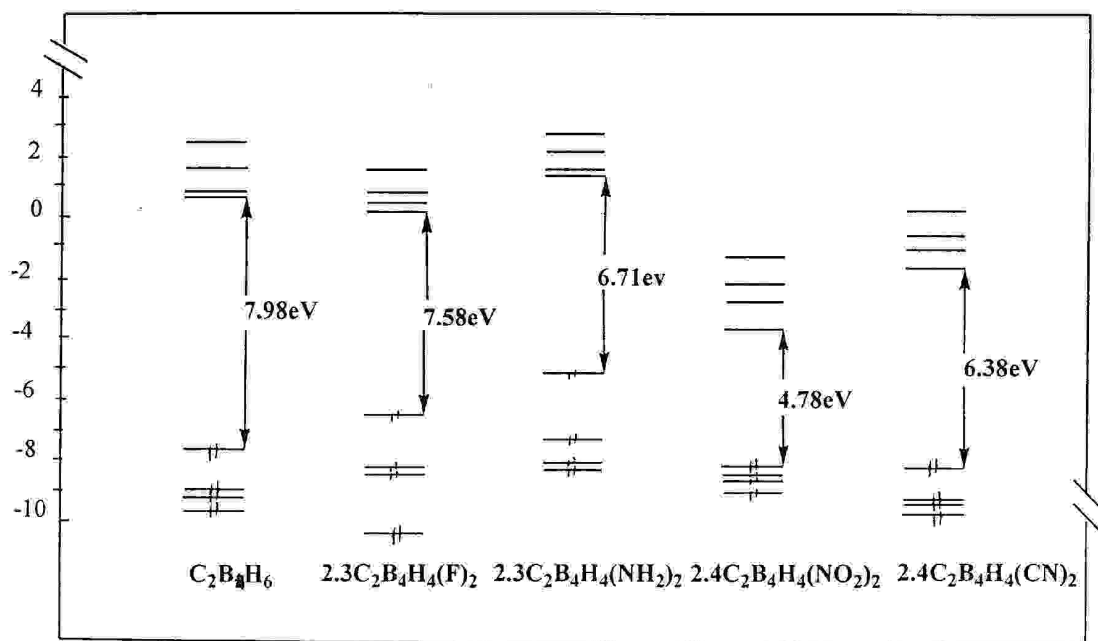 4
2
0
-2
-4
-6
-8
-10
7.98eV
7.58eV
6.71ev
4.78eV
6.38eV
2.3C₂B₄H₄(F)₂ 2.3C₂B₄H₄(NH₂)₂ 2.4C₂B₄H₄(NO₂)₂ 2.4C₂B₄H₄(CN)₂